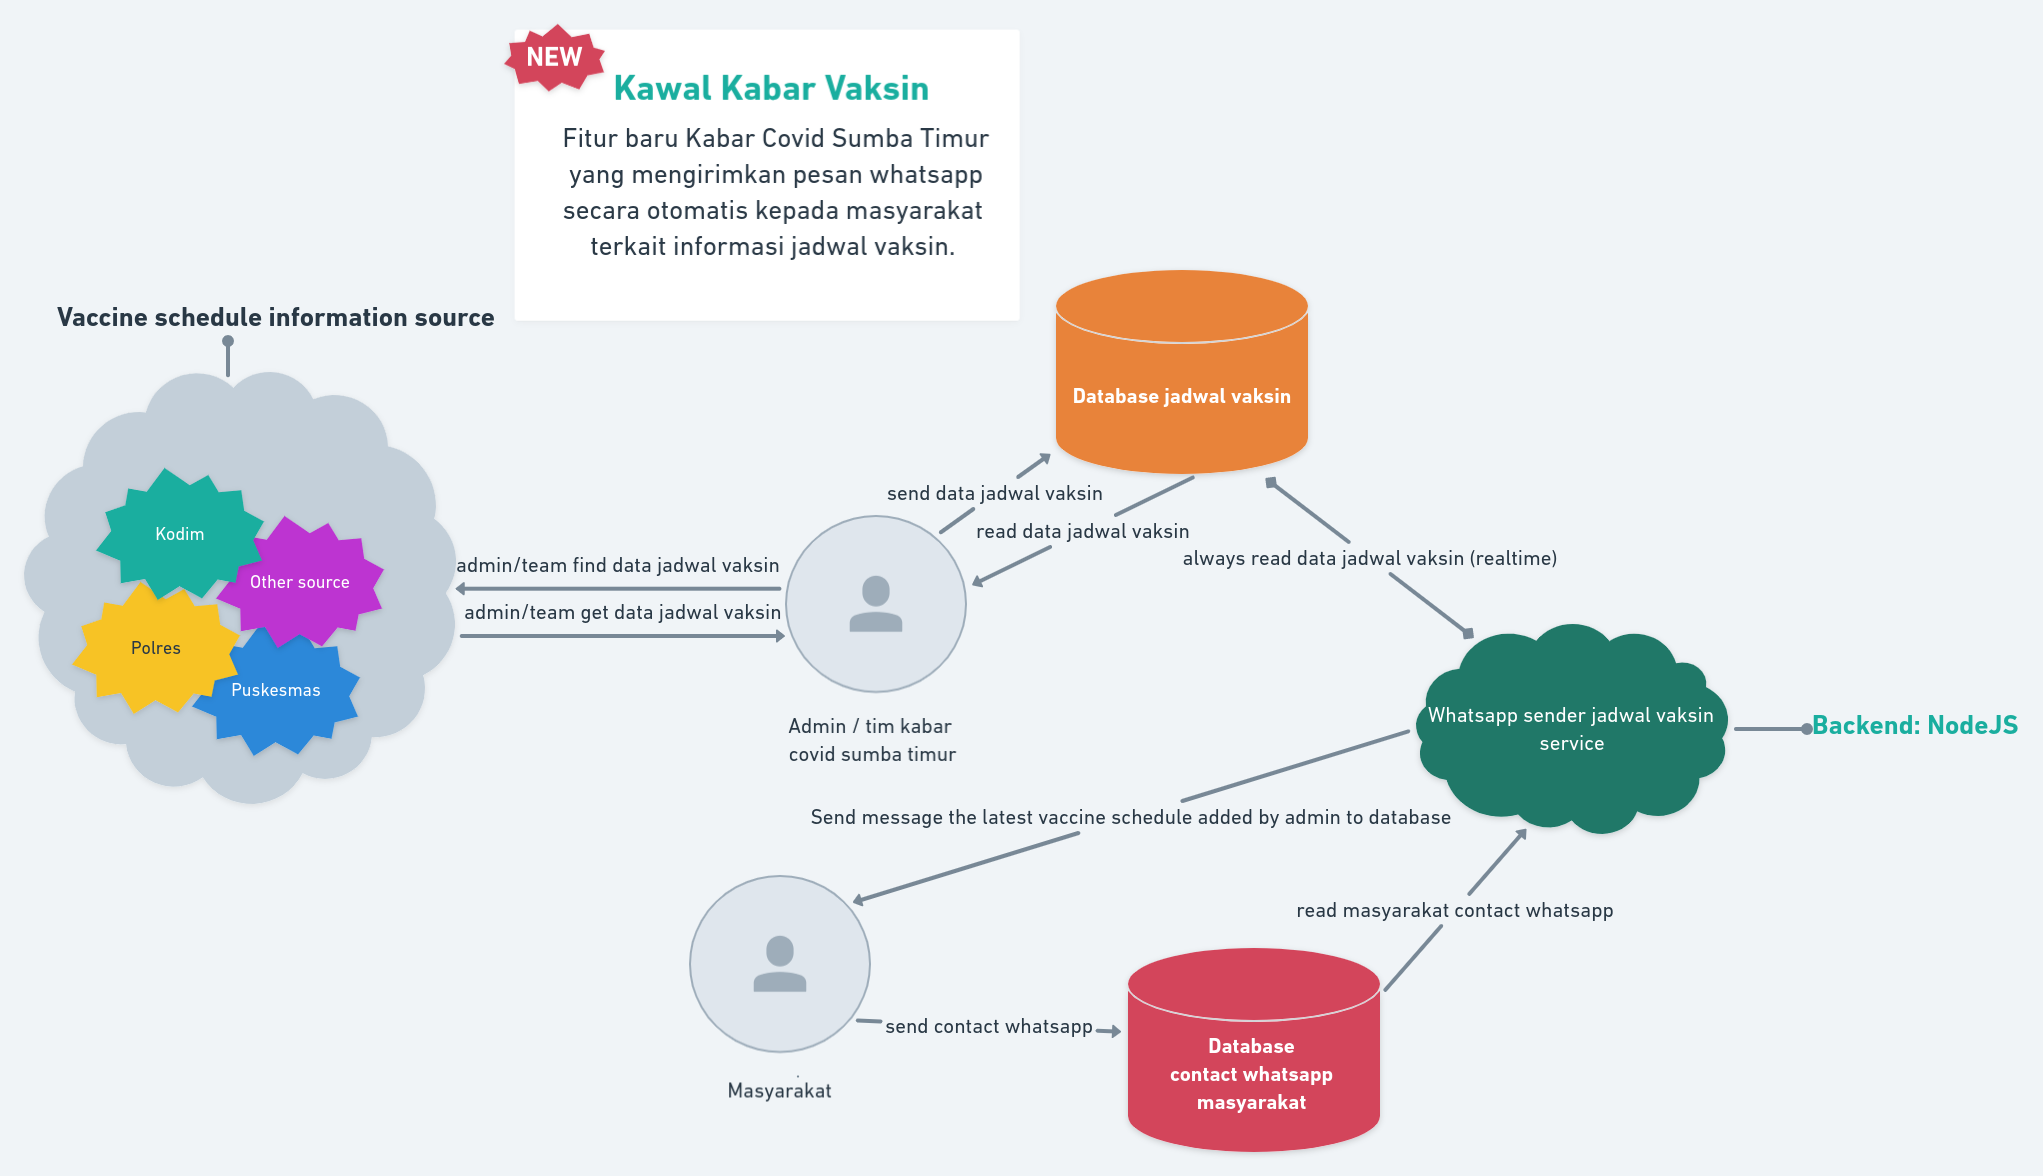 NEW
Kawal Kabar Vaksin
Fitur baru Kabar Covid Sumba Timur
yang mengirimkan pesan whatsapp
secara otomatis kepada masyarakat
terkait informasi jadwal vaksin.
Vaccine schedule information source
Kodim
Other source
Polres
Puskesmas
admin/team find data jadwal vaksin
admin/team get data jadwal vaksin
Admin / tim kabar
covid sumba timur
send data jadwal vaksin
read data jadwal vaksin
Database jadwal vaksin
always read data jadwal vaksin (realtime)
Whatsapp sender jadwal vaksin
service
Backend: NodeJS
Send message the latest vaccine schedule added by admin to database
Masyarakat
send contact whatsapp
Database
contact whatsapp
masyarakat
read masyarakat contact whatsapp